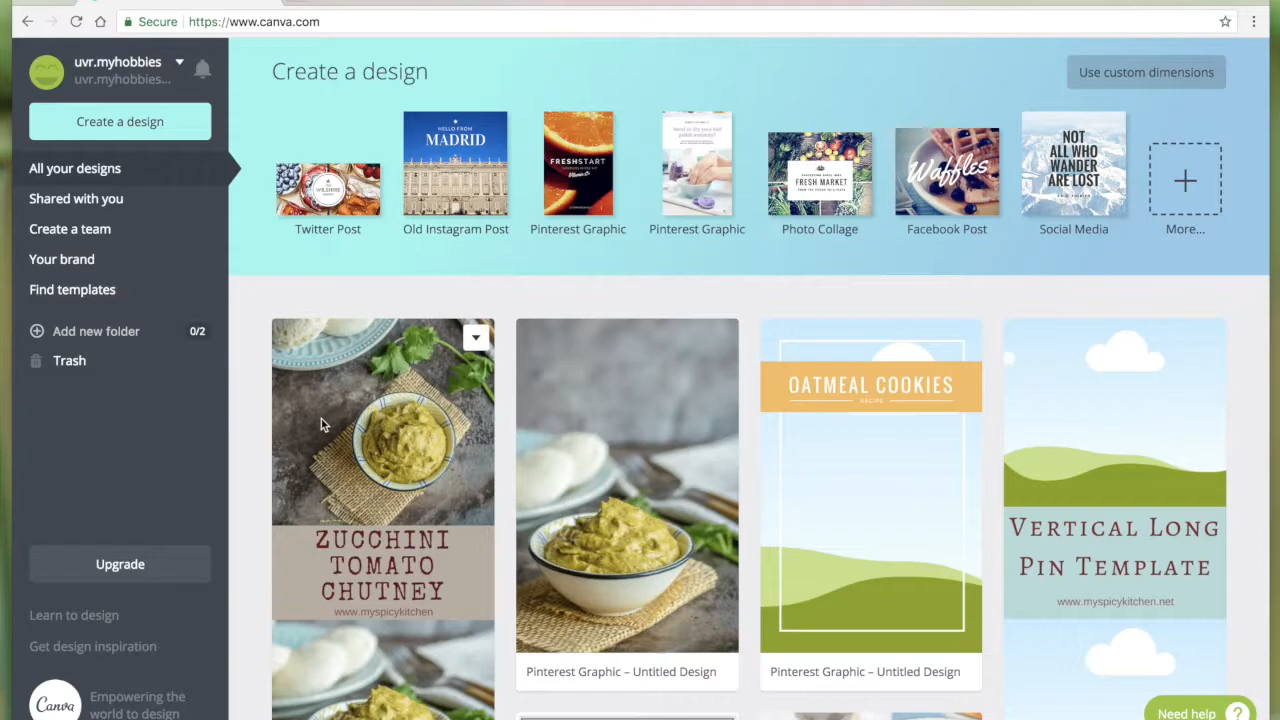 Secure https://www.canva.com
uvr.myhobbies
uvr.myhobbies...
Create a design
All your designs
Shared with you
Create a team
Your brand
Find templates
Add new folder 0/2
Trash
Upgrade
Learn to design
Get design inspiration
Canva
Empowering the
world to design
Create a design
Use custom dimensions
HELLO FROM
MADRID
FRESHSTART
FRESH MARKET
Waffles
NOT
ALL WHO
WANDER
ARE LOST
Twitter Post
Old Instagram Post
Pinterest Graphic
Pinterest Graphic
Photo Collage
Facebook Post
Social Media
More...
ZUCCHINI
TOMATO
CHUTNEY
www.myspicykitchen
Pinterest Graphic – Untitled Design
OATMEAL COOKIES
RECIPE
Pinterest Graphic – Untitled Design
Vertical Long
Pin Template
www.myspicykitchen.net
Need help ?